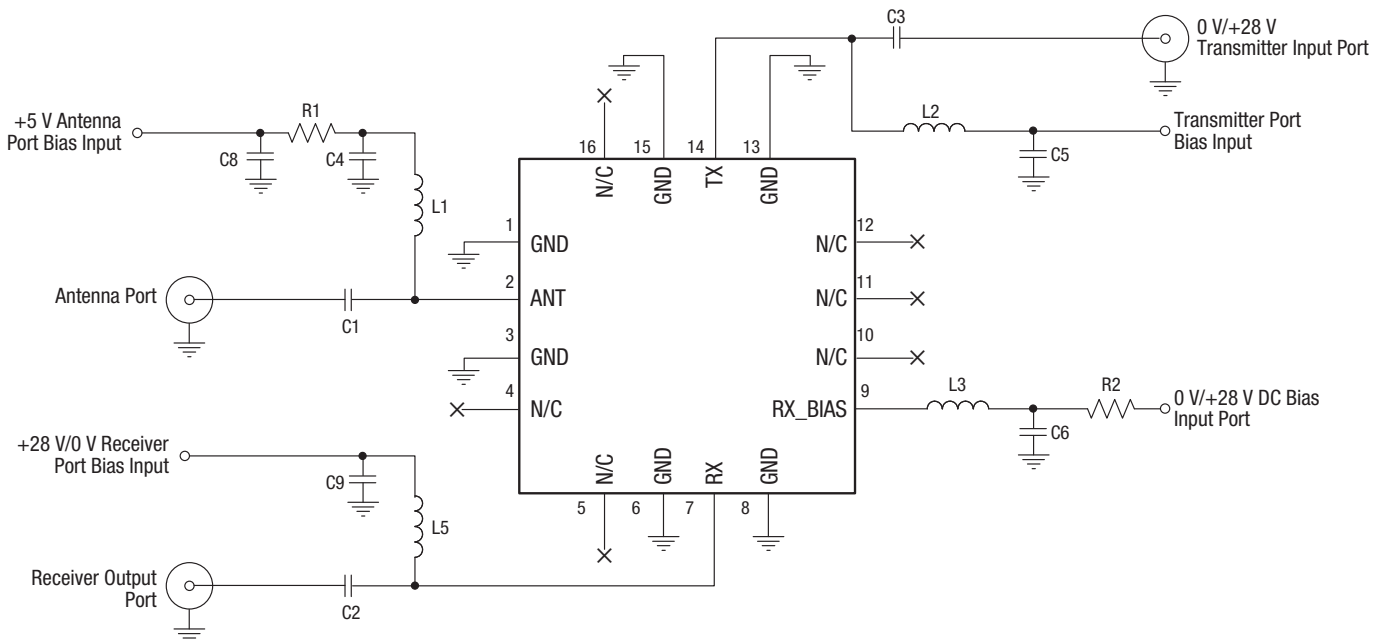 C3
0 V/+28 V
Transmitter Input Port
+5 V Antenna
Port Bias Input
R1
C8
C4
L1
L2
Transmitter Port
Bias Input
C5
16
15
14
13
N/C
GND
TX
GND
1
GND
12
N/C
Antenna Port
C1
2
ANT
11
N/C
3
GND
10
N/C
4
N/C
9
RX_BIAS
L3
R2
C6
0 V/+28 V DC Bias
Input Port
+28 V/0 V Receiver
Port Bias Input
C9
L5
N/C
GND
RX
GND
5
6
7
8
Receiver Output
Port
C2